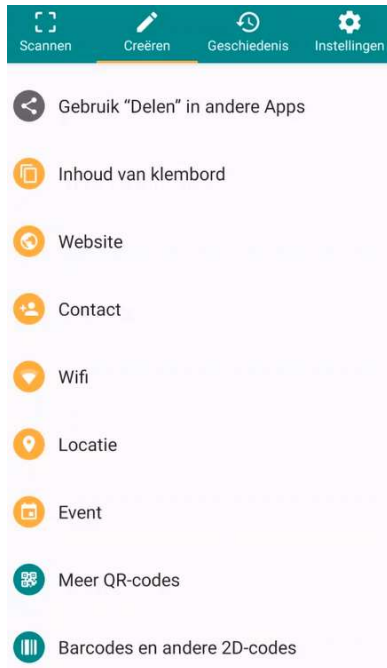 Scannen
Creëren
Geschiedenis
Instellingen
Gebruik “Delen” in andere Apps
Inhoud van klembord
Website
Contact
Wifi
Locatie
Event
Meer QR-codes
Barcodes en andere 2D-codes